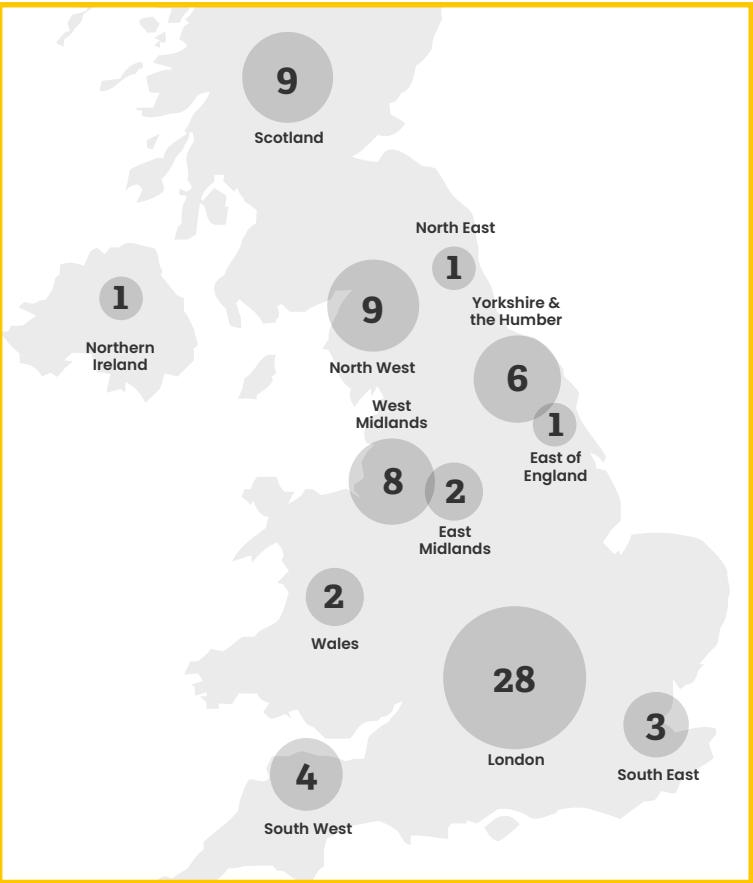 9
Scotland
North East
1
1
Northern
Ireland
9
North West
Yorkshire &
the Humber
6
1
East of
England
West
Midlands
8
2
East
Midlands
2
Wales
28
London
3
South East
4
South West